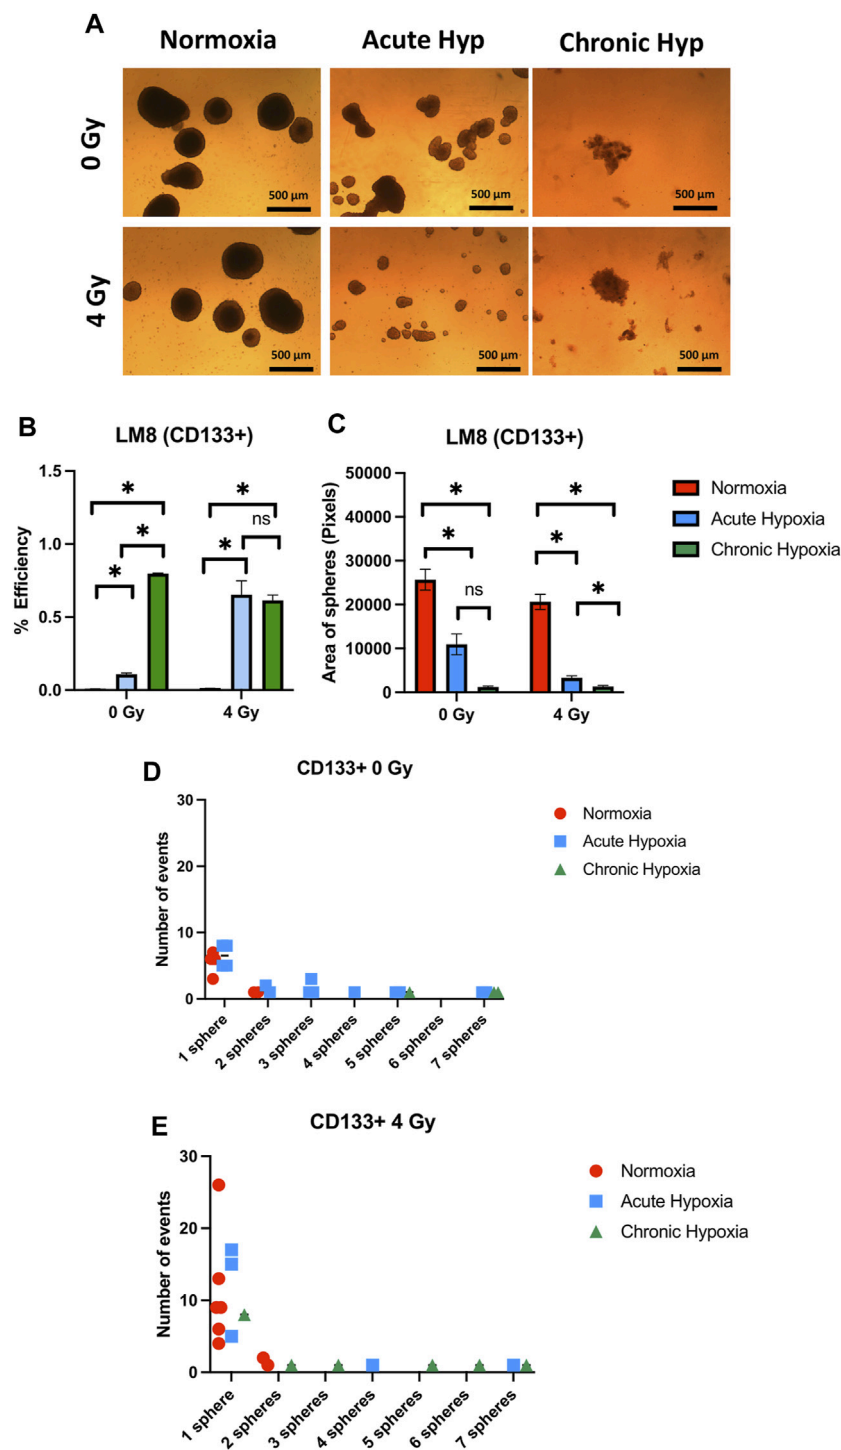 A
Normoxia
Acute Hyp
Chronic Hyp
0 Gy
500 µm
500 µm
500 µm
4 Gy
500 µm
500 µm
500 µm
B
LM8 (CD133+)
% Efficiency
1.5
1.0
0.5
0.0
*
*
*
*
ns
*
0 Gy
4 Gy
C
LM8 (CD133+)
Area of spheres (Pixels)
50000
40000
30000
20000
10000
0
*
*
ns
*
*
*
0 Gy
4 Gy
Normoxia
Acute Hypoxia
Chronic Hypoxia
D
CD133+ 0 Gy
Number of events
30
20
10
0
1 sphere
2 spheres
3 spheres
4 spheres
5 spheres
6 spheres
7 spheres
Normoxia
Acute Hypoxia
Chronic Hypoxia
E
CD133+ 4 Gy
Number of events
30
20
10
0
1 sphere
2 spheres
3 spheres
4 spheres
5 spheres
6 spheres
7 spheres
Normoxia
Acute Hypoxia
Chronic Hypoxia